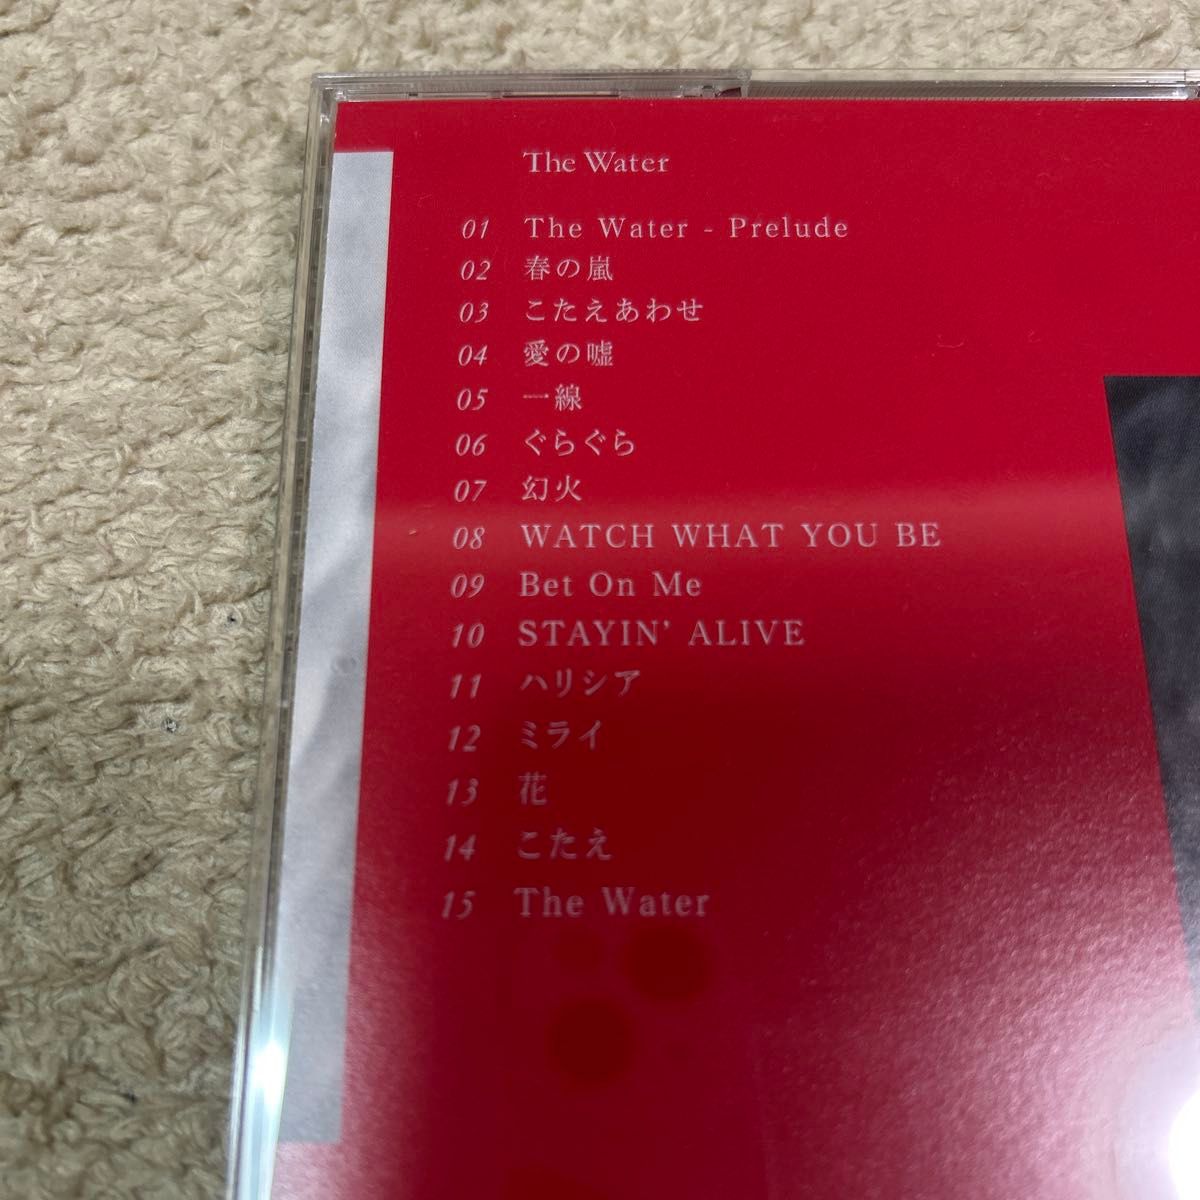 The Water
01 The Water - Prelude
02 春の嵐
03 こたえあわせ
04 愛の嘘
05 一線
06 ぐらぐら
07 幻火
08 WATCH WHAT YOU BE
09 Bet On Me
10 STAYIN' ALIVE
11 ハリシア
12 ミライ
13 花
14 こたえ
15 The Water